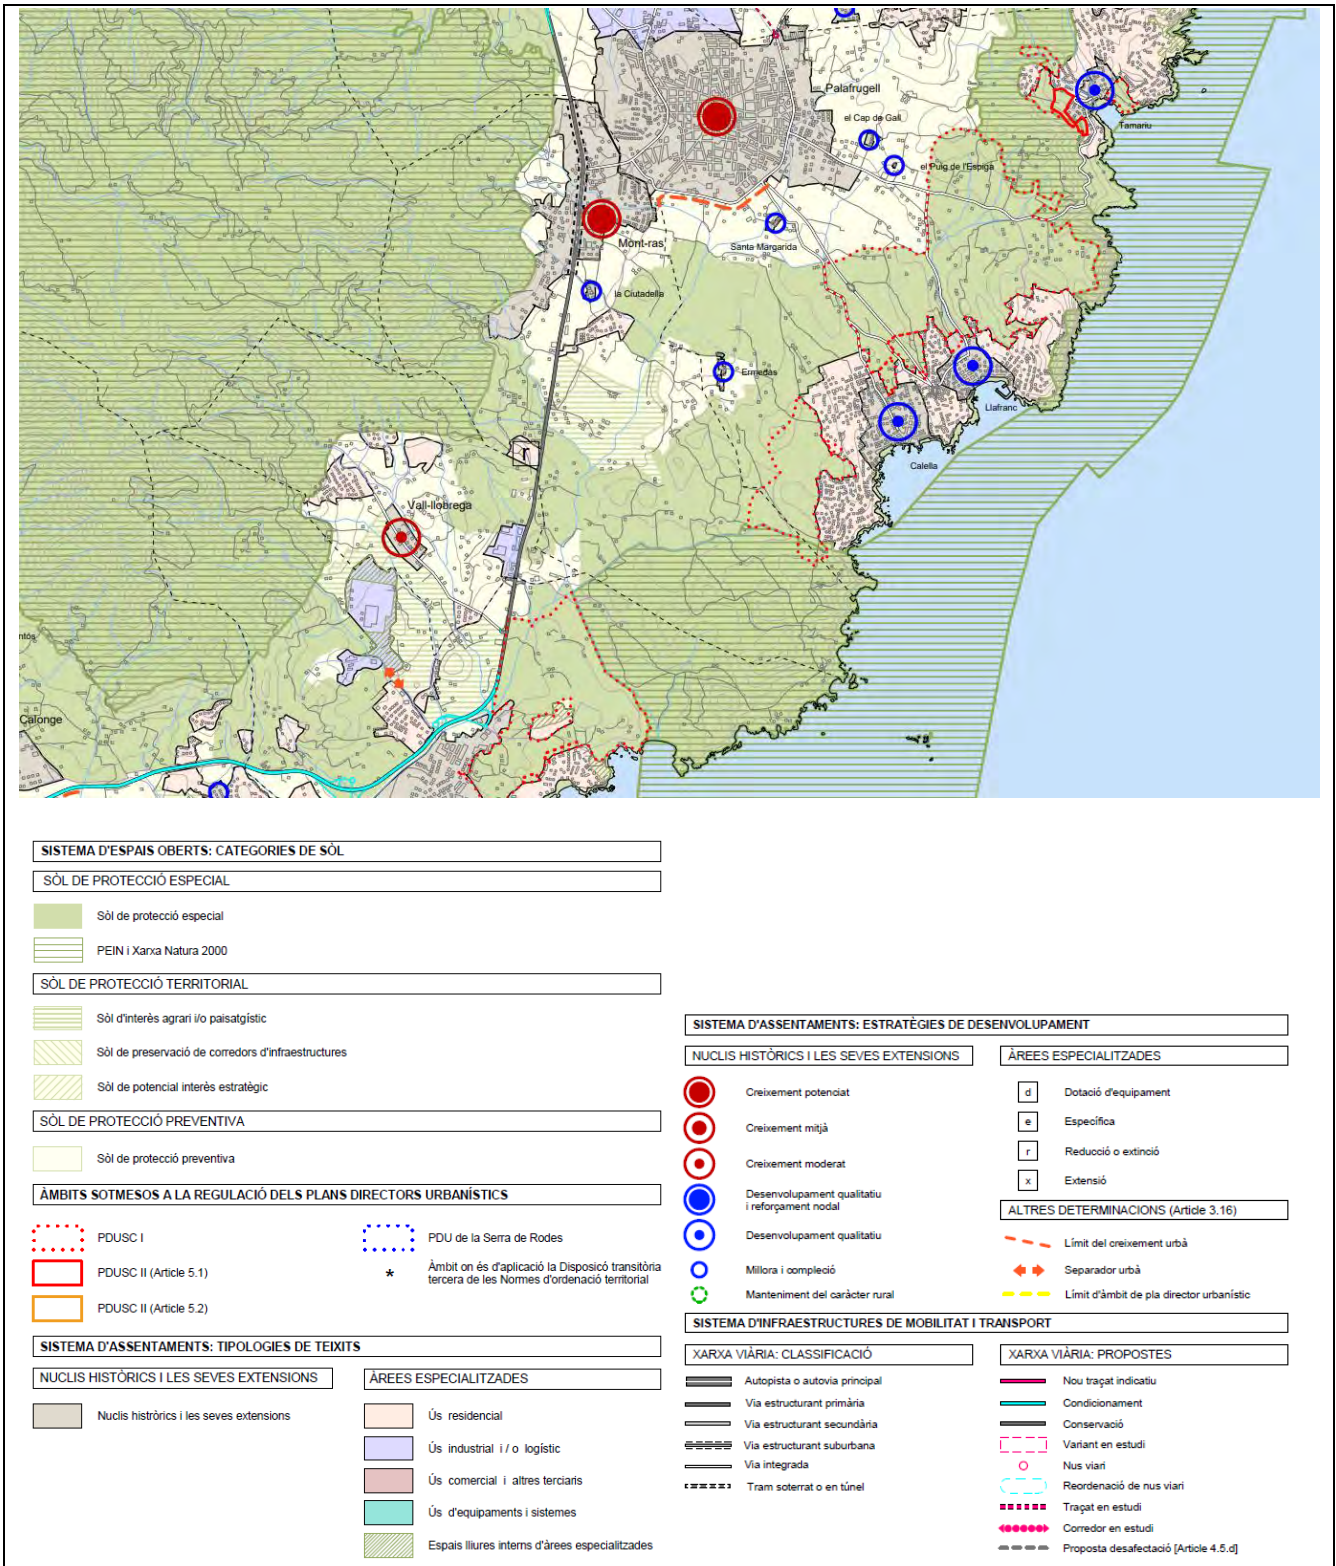 Palafrugell
el Cap de Gall
Tamariu
el Puig de l'Espiga
Mont-ras
Santa Margarida
la Ciutadella
Ermedàs
Llafranc
Calella
r
Vall-llobrega
Calonge
SISTEMA D'ESPAIS OBERTS: CATEGORIES DE SÒL
SÒL DE PROTECCIÓ ESPECIAL
Sòl de protecció especial
PEIN i Xarxa Natura 2000
SÒL DE PROTECCIÓ TERRITORIAL
Sòl d'interès agrari i/o paisatgístic
Sòl de preservació de corredors d'infraestructures
Sòl de potencial interès estratègic
SÒL DE PROTECCIÓ PREVENTIVA
Sòl de protecció preventiva
ÀMBITS SOTMESOS A LA REGULACIÓ DELS PLANS DIRECTORS URBANÍSTICS
PDUSC I
PDUSC II (Article 5.1)
PDUSC II (Article 5.2)
PDU de la Serra de Rodes
* Àmbit on és d'aplicació la Disposicó transitòria
tercera de les Normes d'ordenació territorial
SISTEMA D'ASSENTAMENTS: TIPOLOGIES DE TEIXITS
NUCLIS HISTÒRICS I LES SEVES EXTENSIONS
Nuclis histròrics i les seves extensions
ÀREES ESPECIALITZADES
Ús residencial
Ús industrial i / o logístic
Ús comercial i altres terciaris
Ús d'equipaments i sistemes
Espais lliures interns d'àrees especialitzades
SISTEMA D'ASSENTAMENTS: ESTRATÈGIES DE DESENVOLUPAMENT
NUCLIS HISTÒRICS I LES SEVES EXTENSIONS
Creixement potenciat
Creixement mitjà
Creixement moderat
Desenvolupament qualitatiu
i reforçament nodal
Desenvolupament qualitatiu
Millora i compleció
Manteniment del caràcter rural
ÀREES ESPECIALITZADES
d Dotació d'equipament
e Específica
r Reducció o extinció
x Extensió
ALTRES DETERMINACIONS (Article 3.16)
Límit del creixement urbà
Separador urbà
Límit d'àmbit de pla director urbanístic
SISTEMA D'INFRAESTRUCTURES DE MOBILITAT I TRANSPORT
XARXA VIÀRIA: CLASSIFICACIÓ
Autopista o autovia principal
Via estructurant primària
Via estructurant secundària
Via estructurant suburbana
Via integrada
Tram soterrat o en túnel
XARXA VIÀRIA: PROPOSTES
Nou traçat indicatiu
Condicionament
Conservació
Variant en estudi
Nus viari
Reordenació de nus viari
Traçat en estudi
Corredor en estudi
Proposta desafectació [Article 4.5.d]